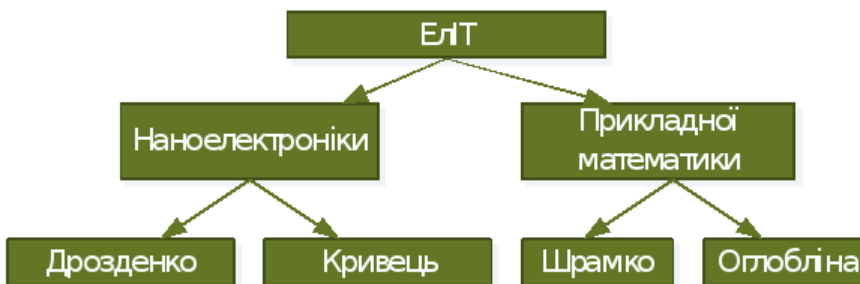 ЕлІТ
Наноелектроніки
Прикладної
математики
Дрозденко
Кривець
Шрамко
Оглобліна